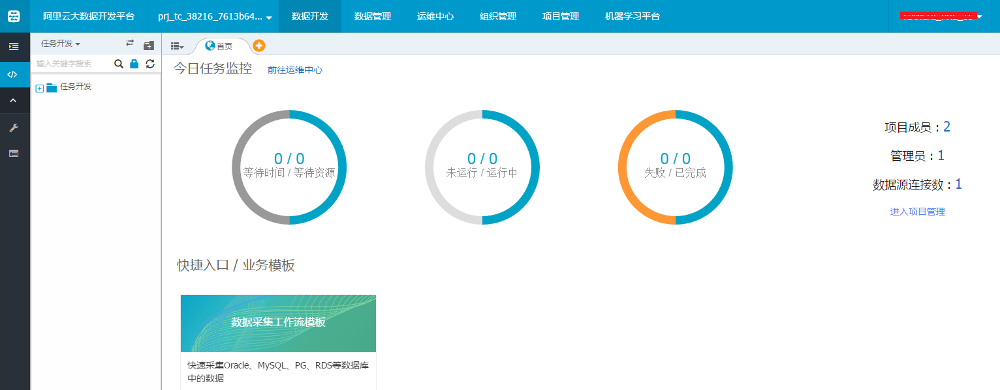 阿里云大数据开发平台 prj_tc_38216_7613b64... 数据开发 数据管理 运维中心 组织管理 项目管理 机器学习平台
任务开发
首页
输入关键字搜索
任务开发
今日任务监控 前往运维中心
0 / 0
等待时间 / 等待资源
0 / 0
未运行 / 运行中
0 / 0
失败 / 已完成
项目成员：2
管理员：1
数据源连接数：1
进入项目管理
快捷入口 / 业务模板
数据采集工作流模板
快速采集Oracle、MySQL、PG、RDS等数据库
中的数据